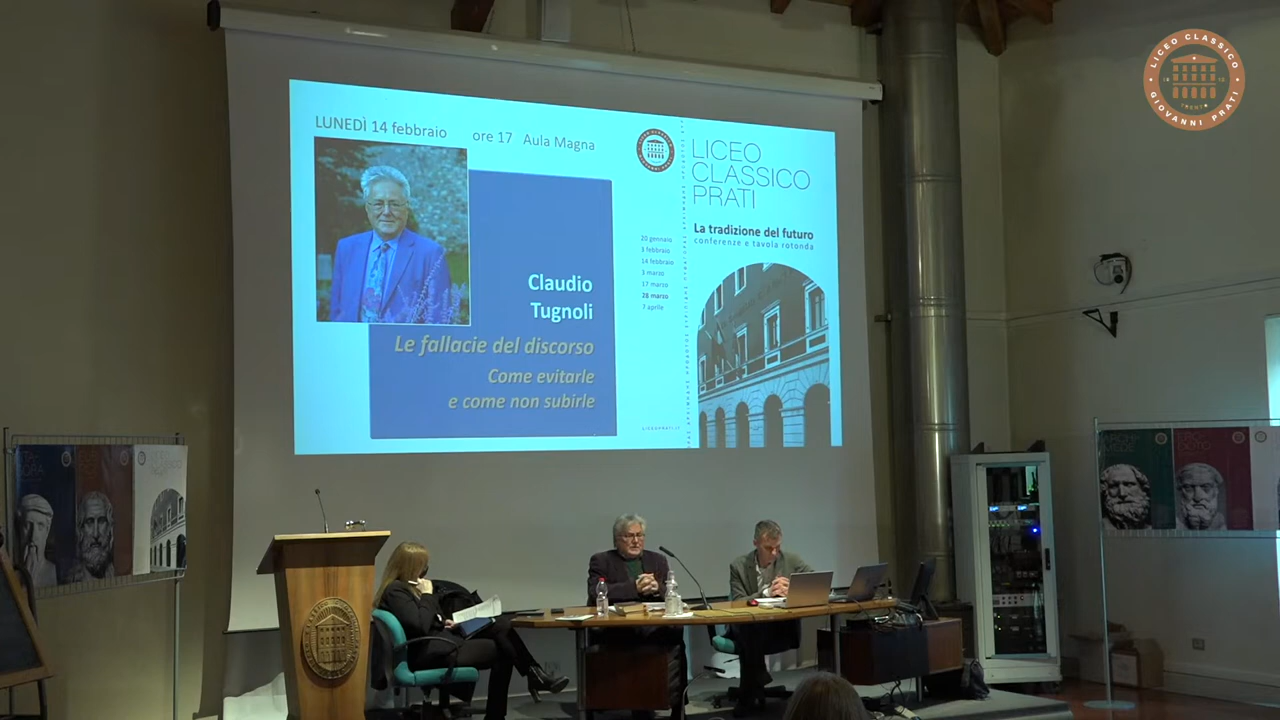 LUNEDÌ 14 febbraio ore 17 Aula Magna
Claudio
Tugnoli
Le fallacie del discorso
Come evitarle
e come non subirle
LICEO
CLASSICO
PRATI
La tradizione del futuro
conferenze e tavola rotonda
20 gennaio
3 febbraio
14 febbraio
3 marzo
17 marzo
28 marzo
7 aprile
LICEOPRATI.IT
LICEO CLASSICO
GIOVANNI PRATI
TRENTO